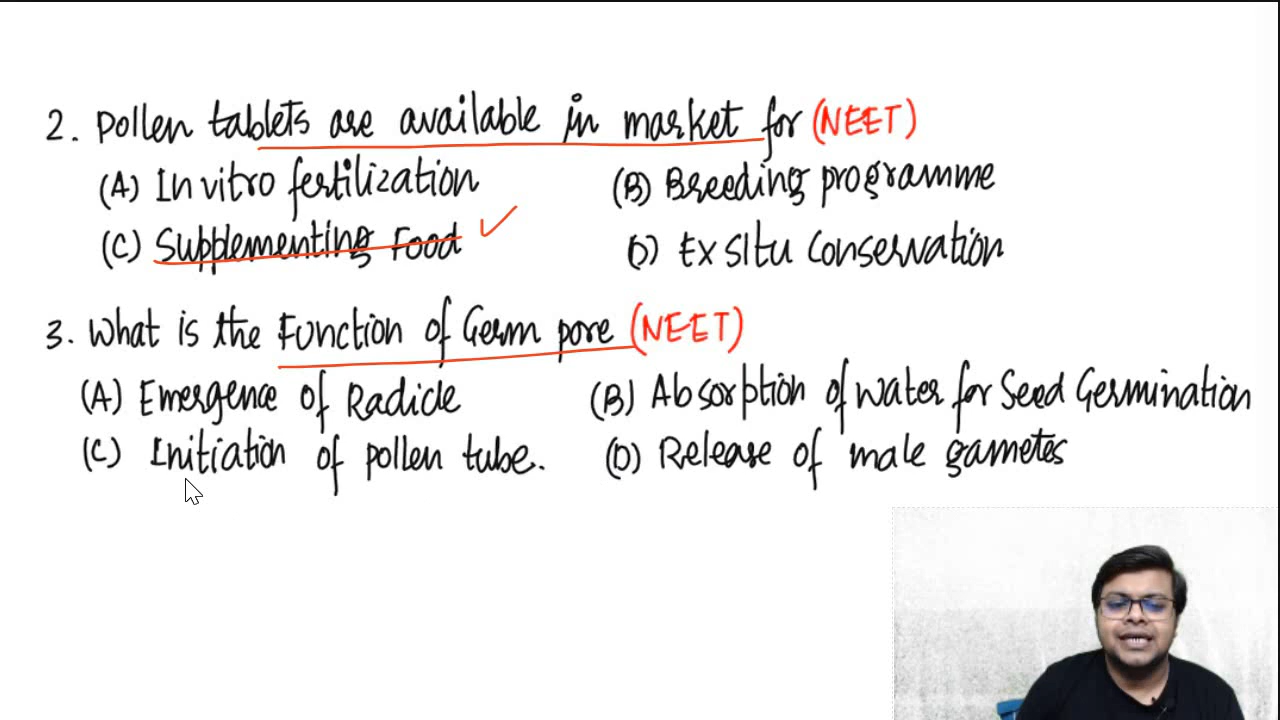 2. Pollen tablets are available in market for (NEET)
(A) In vitro fertilization (B) Breeding programme
(C) Supplementing Food ✓ (D) Ex situ Conservation
3. What is the Function of Germ pore (NEET)
(A) Emergence of Radicle (B) Absorption of water for Seed Germination
(C) Initiation of pollen tube. (D) Release of male gametes